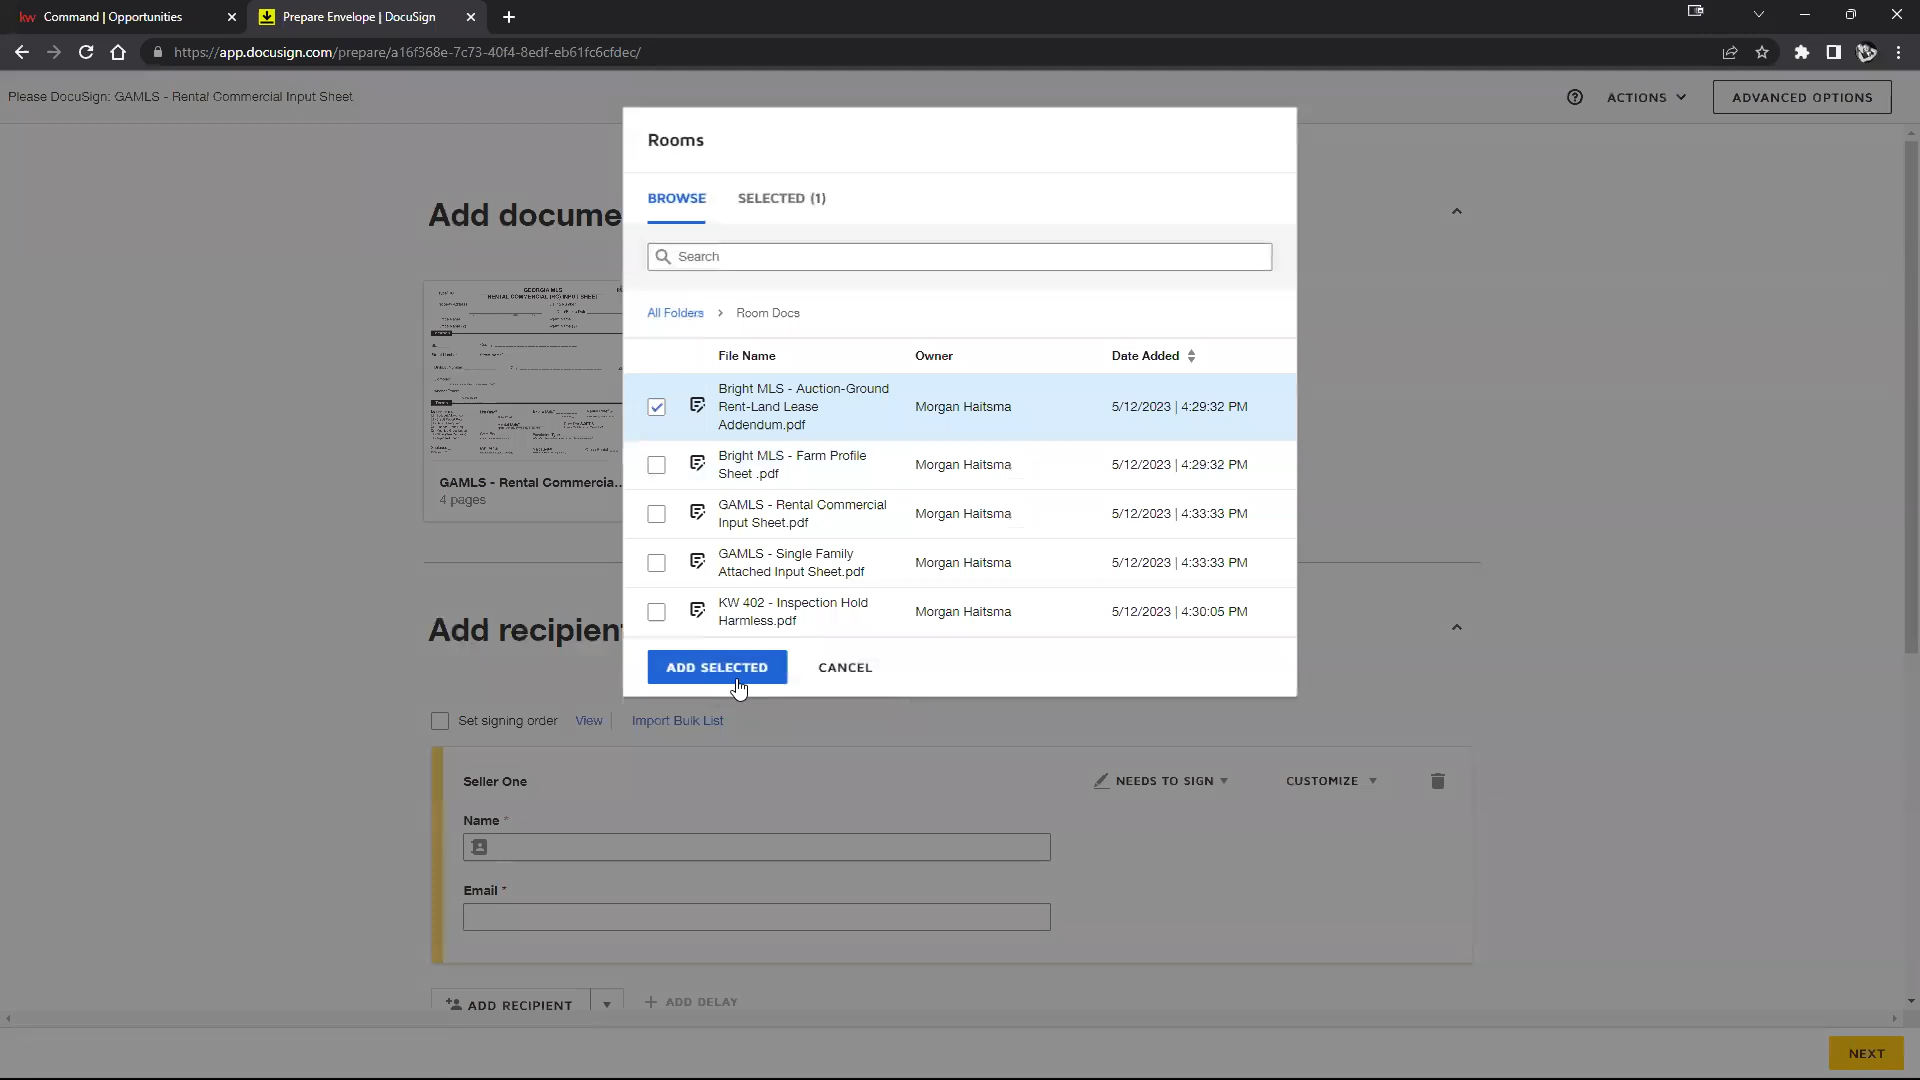 Command | Opportunities
Prepare Envelope | DocuSign
https://app.docusign.com/prepare/a16f368e-7c73-40f4-8edf-eb61fc6cfdec/
Please DocuSign: GAMLS - Rental Commercial Input Sheet
ACTIONS
ADVANCED OPTIONS
Add docume
GEORGIA MLS
RENTAL COMMERCIAL (RC) INPUT SHEET
GAMLS - Rental Commercia...
4 pages
Rooms
BROWSE
SELECTED (1)
Search
All Folders > Room Docs
File Name Owner Date Added
Bright MLS - Auction-Ground
Rent-Land Lease
Addendum.pdf
Morgan Haitsma
5/12/2023 | 4:29:32 PM
Bright MLS - Farm Profile
Sheet .pdf
Morgan Haitsma
5/12/2023 | 4:29:32 PM
GAMLS - Rental Commercial
Input Sheet.pdf
Morgan Haitsma
5/12/2023 | 4:33:33 PM
GAMLS - Single Family
Attached Input Sheet.pdf
Morgan Haitsma
5/12/2023 | 4:33:33 PM
KW 402 - Inspection Hold
Harmless.pdf
Morgan Haitsma
5/12/2023 | 4:30:05 PM
ADD SELECTED
CANCEL
Add recipien
Set signing order View | Import Bulk List
Seller One
NEEDS TO SIGN
CUSTOMIZE
Name *
Email *
ADD RECIPIENT
ADD DELAY
NEXT